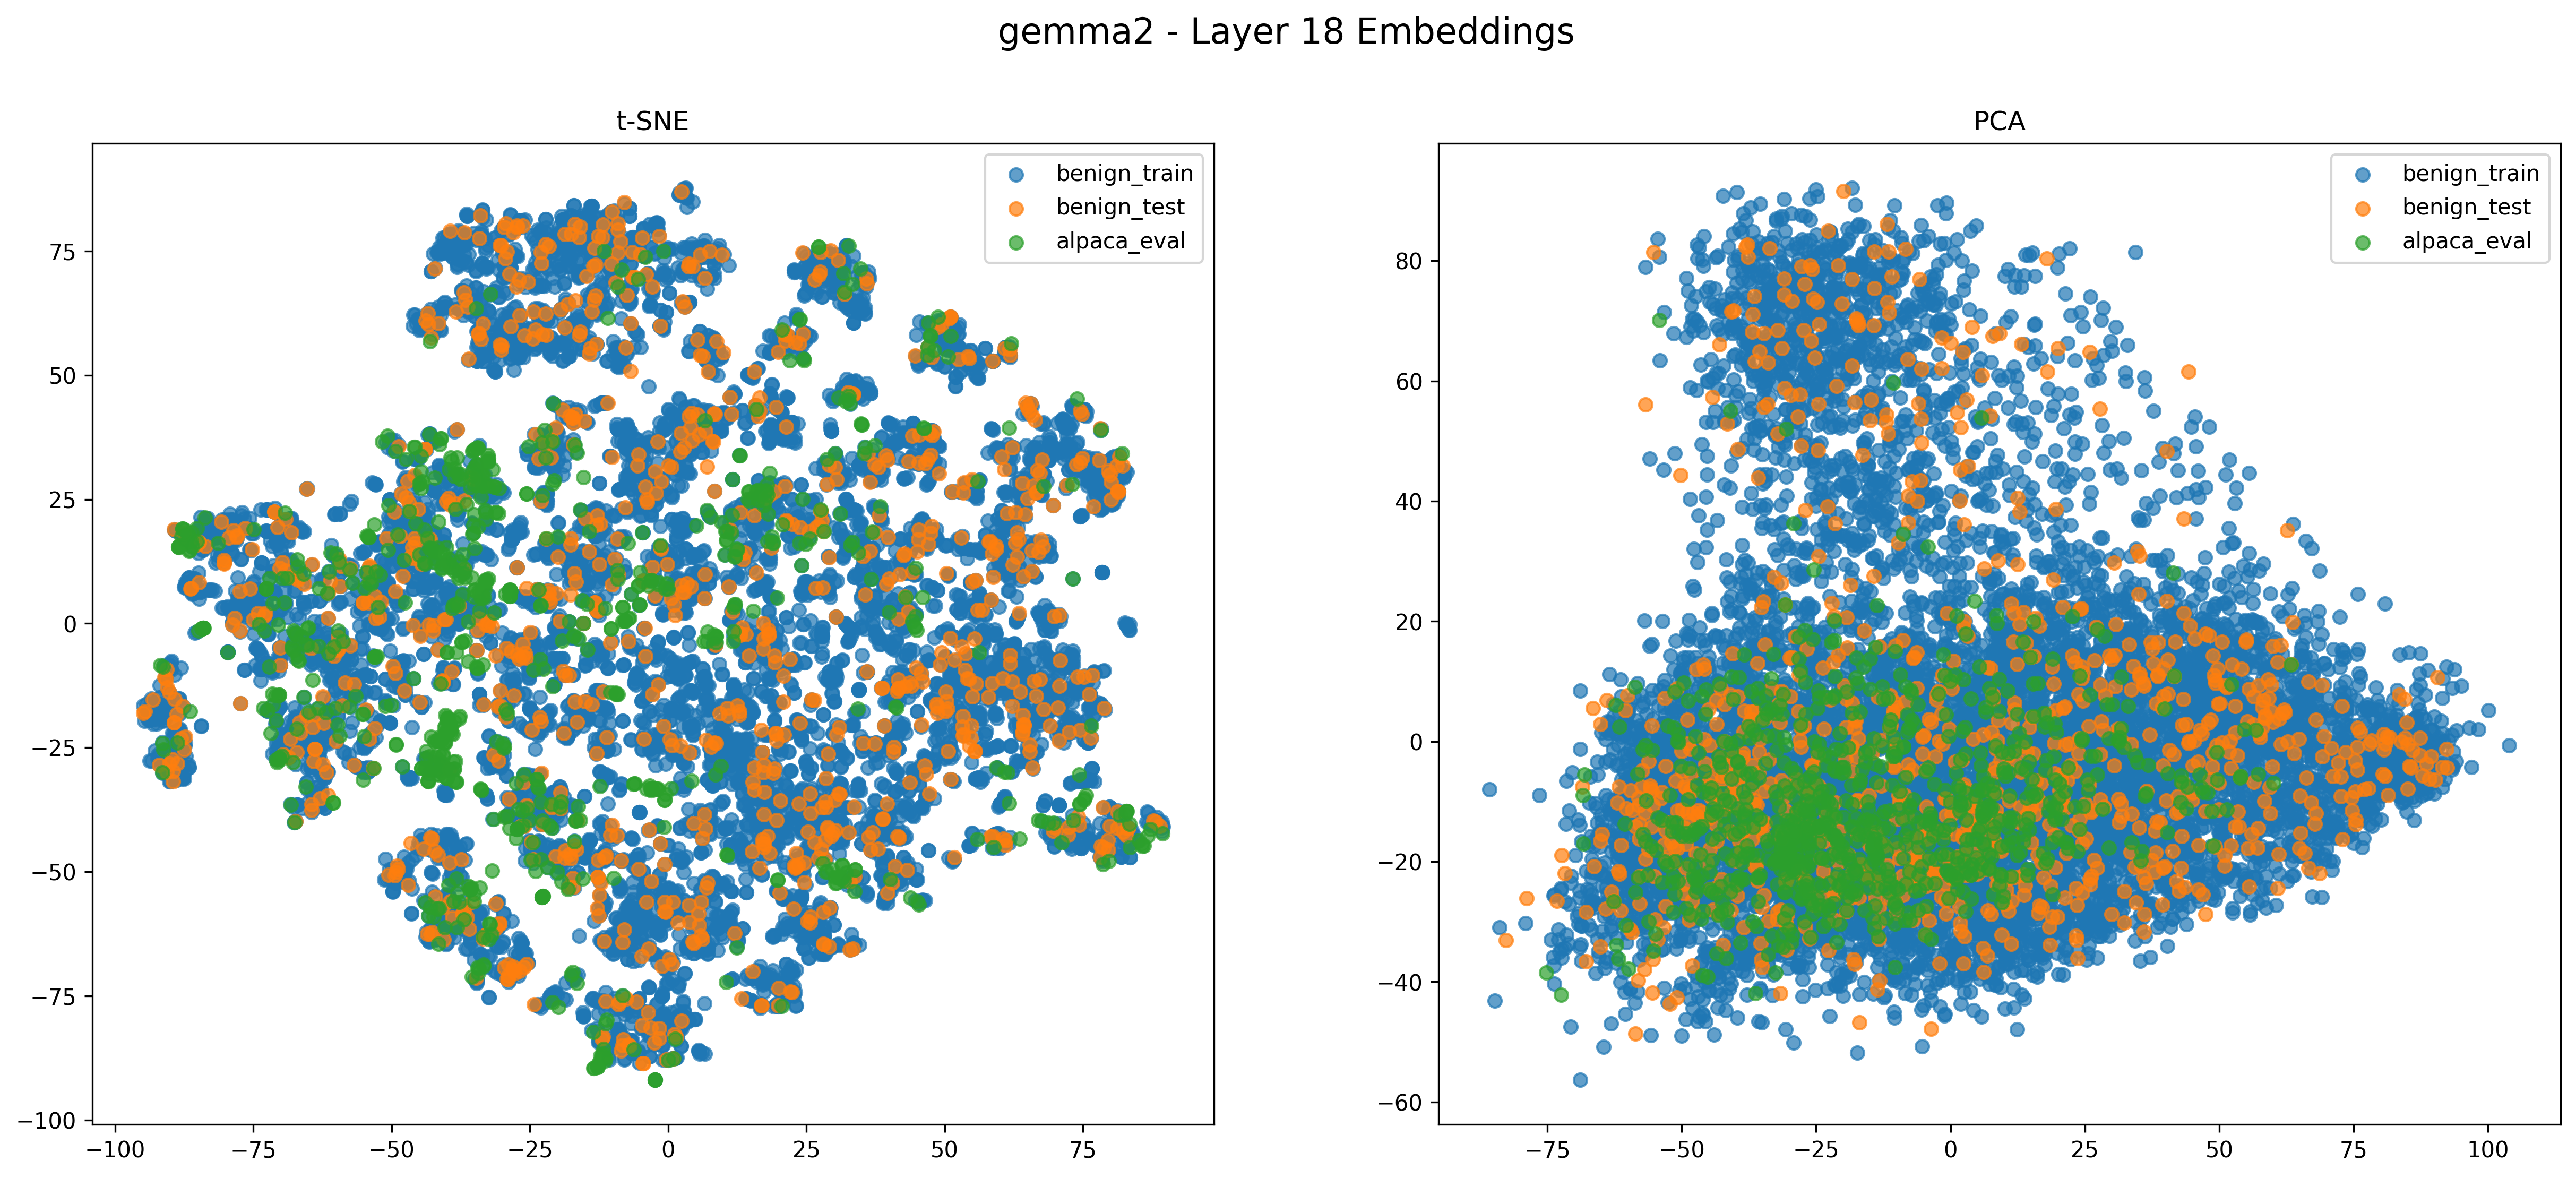 gemma2 - Layer 18 Embeddings
t-SNE
benign_train
benign_test
alpaca_eval
75
50
25
0
−25
−50
−75
−100
−100 −75 −50 −25 0 25 50 75
PCA
benign_train
benign_test
alpaca_eval
80
60
40
20
0
−20
−40
−60
−75 −50 −25 0 25 50 75 100